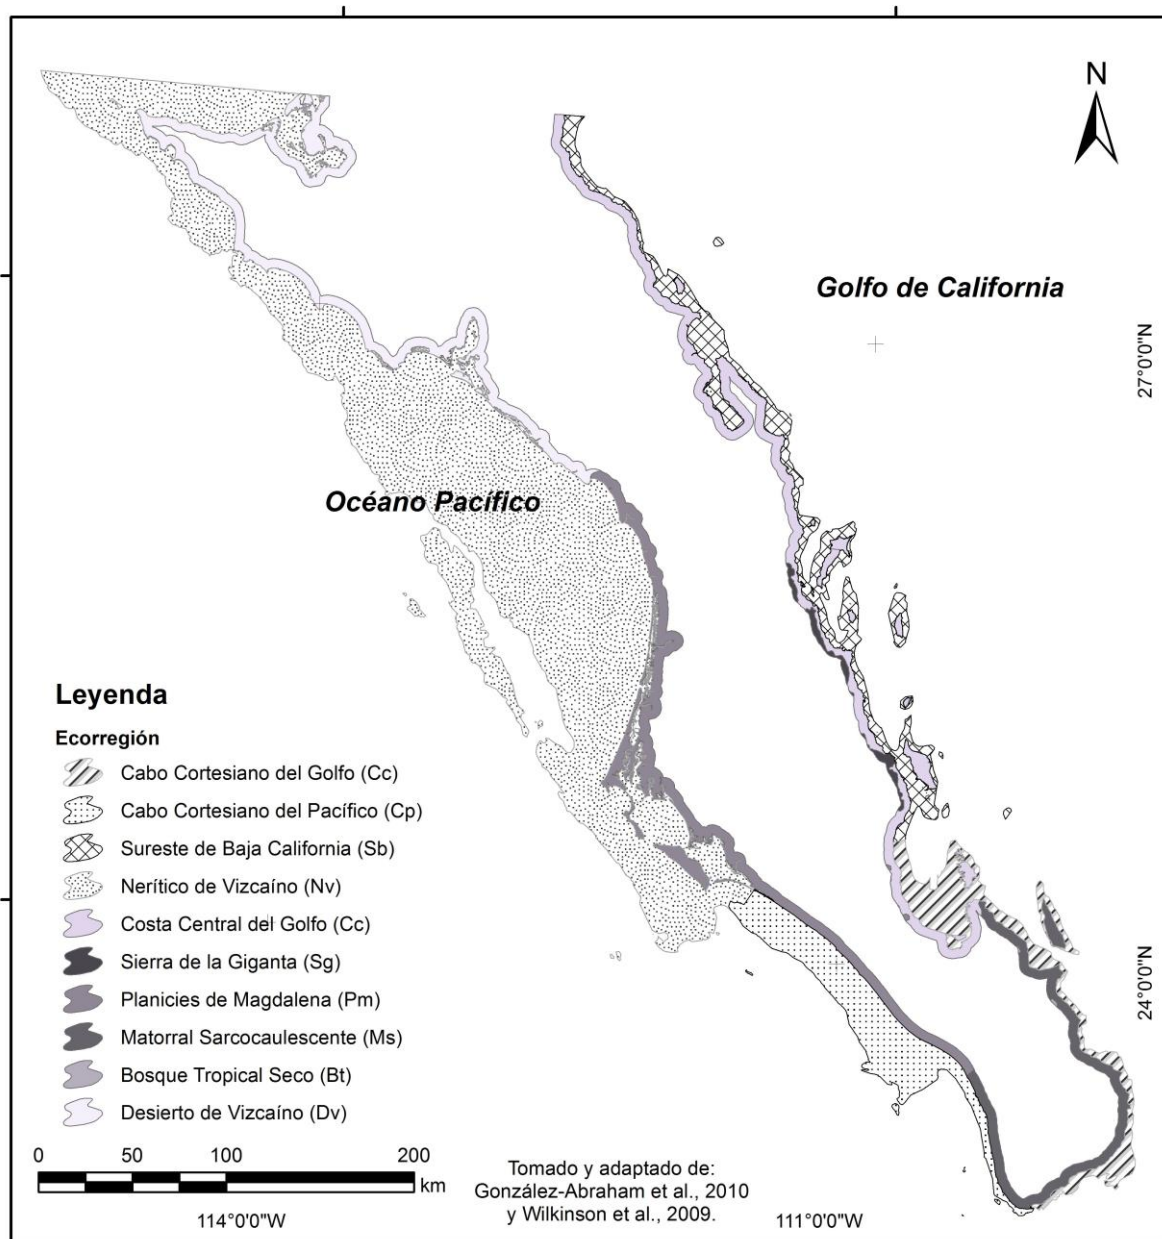 N
Golfo de California
27°0'0"N
Océano Pacífico
Leyenda
Ecorregión
Cabo Cortesiano del Golfo (Cc)
Cabo Cortesiano del Pacífico (Cp)
Sureste de Baja California (Sb)
Nerítico de Vizcaíno (Nv)
Costa Central del Golfo (Cc)
Sierra de la Giganta (Sg)
Planicies de Magdalena (Pm)
Matorral Sarcocaulescente (Ms)
Bosque Tropical Seco (Bt)
Desierto de Vizcaíno (Dv)
24°0'0"N
0 50 100 200
km
Tomado y adaptado de:
González-Abraham et al., 2010
y Wilkinson et al., 2009.
114°0'0"W
111°0'0"W